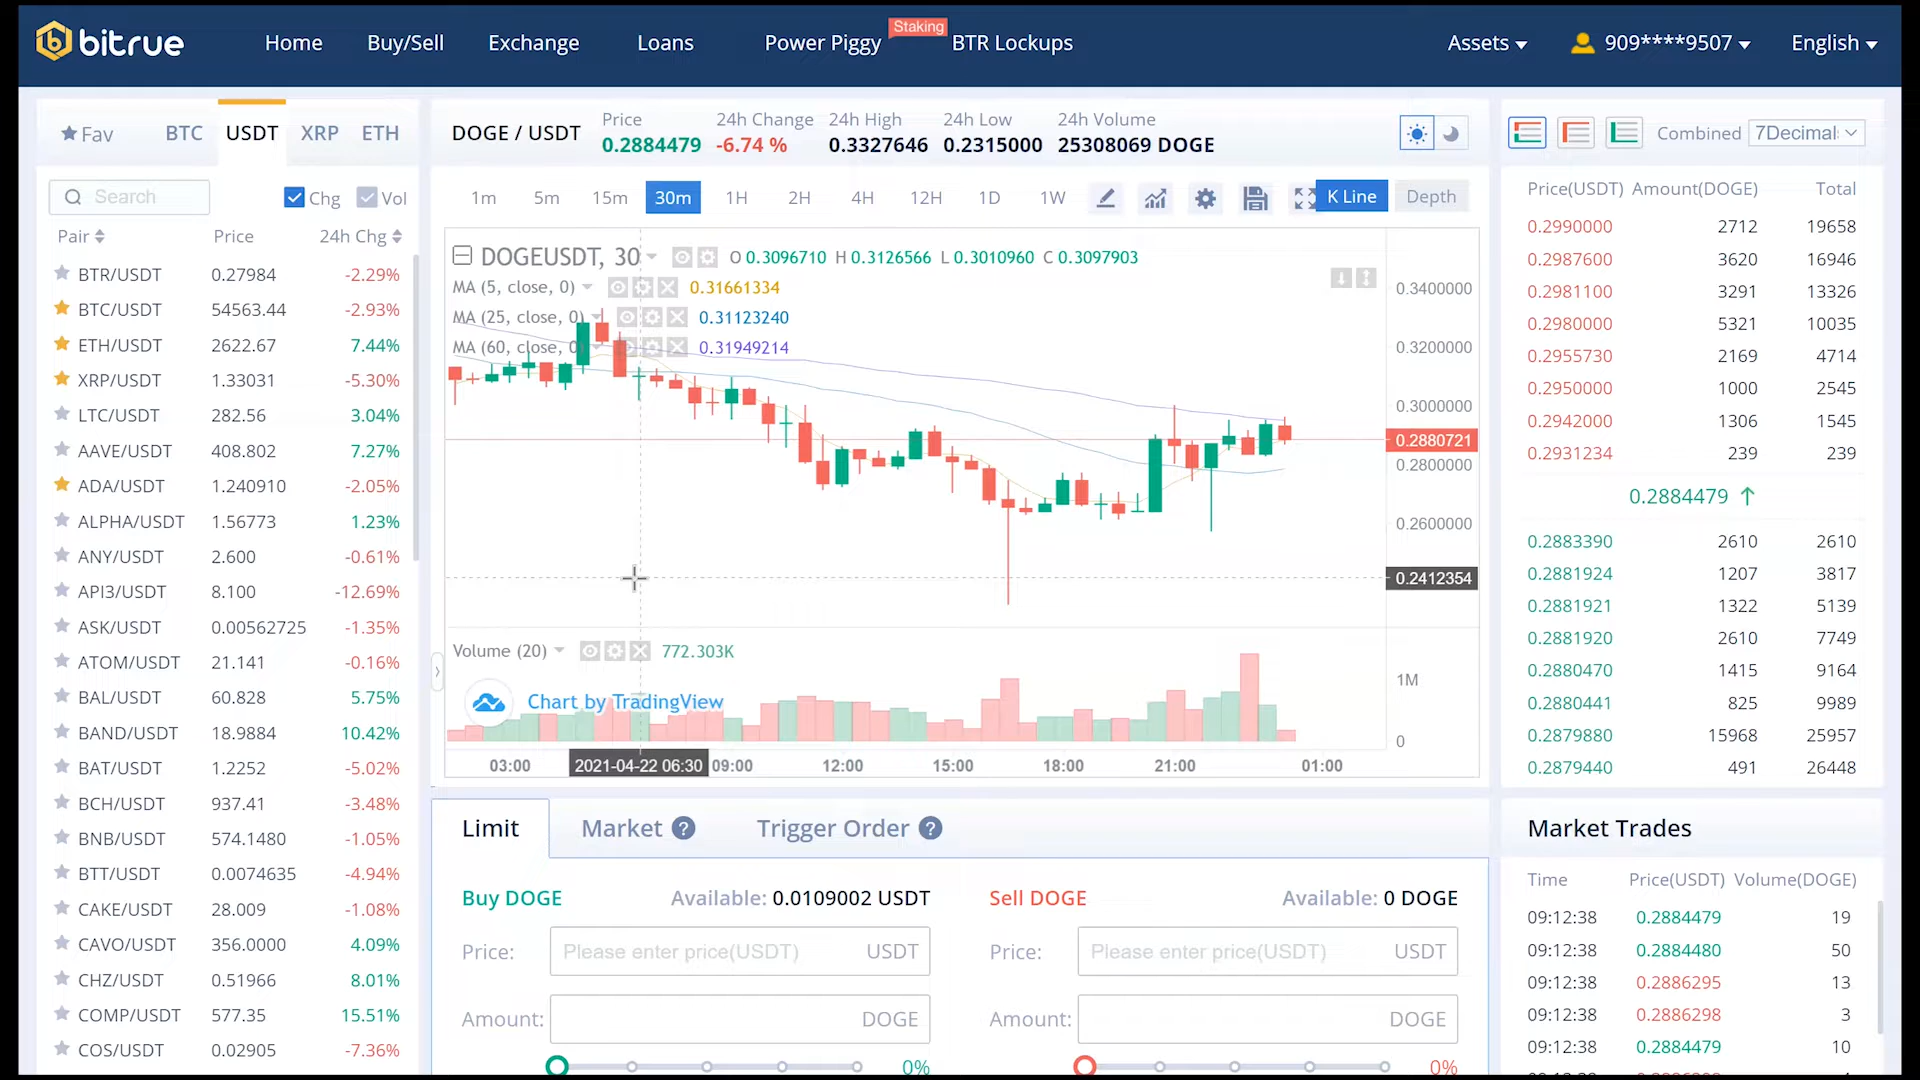 bitrue Home Buy/Sell Exchange Loans Power Piggy Staking BTR Lockups Assets 909****9507 English
Fav BTC USDT XRP ETH
Search Chg Vol
Pair Price 24h Chg
BTR/USDT 0.27984 -2.29%
BTC/USDT 54563.44 -2.93%
ETH/USDT 2622.67 7.44%
XRP/USDT 1.33031 -5.30%
LTC/USDT 282.56 3.04%
AAVE/USDT 408.802 7.27%
ADA/USDT 1.240910 -2.05%
ALPHA/USDT 1.56773 1.23%
ANY/USDT 2.600 -0.61%
API3/USDT 8.100 -12.69%
ASK/USDT 0.00562725 -1.35%
ATOM/USDT 21.141 -0.16%
BAL/USDT 60.828 5.75%
BAND/USDT 18.9884 10.42%
BAT/USDT 1.2252 -5.02%
BCH/USDT 937.41 -3.48%
BNB/USDT 574.1480 -1.05%
BTT/USDT 0.0074635 -4.94%
CAKE/USDT 28.009 -1.08%
CAVO/USDT 356.0000 4.09%
CHZ/USDT 0.51966 8.01%
COMP/USDT 577.35 15.51%
COS/USDT 0.02905 -7.36%
DOGE / USDT
Price 24h Change 24h High 24h Low 24h Volume
0.2884479 -6.74 % 0.3327646 0.2315000 25308069 DOGE
1m 5m 15m 30m 1H 2H 4H 12H 1D 1W K Line Depth
DOGEUSDT, 30 O 0.3096710 H 0.3126566 L 0.3010960 C 0.3097903
MA (5, close, 0) 0.31661334
MA (25, close, 0) 0.31123240
MA (60, close, 0) 0.31949214
0.3400000
0.3200000
0.3000000
0.2880721
0.2800000
0.2600000
0.2412354
Volume (20) 772.303K
1M
Chart by TradingView
0
03:00 2021-04-22 06:30 09:00 12:00 15:00 18:00 21:00 01:00
Limit Market ? Trigger Order ?
Buy DOGE Available: 0.0109002 USDT
Price: Please enter price(USDT) USDT
Amount: DOGE
0%
Sell DOGE Available: 0 DOGE
Price: Please enter price(USDT) USDT
Amount: DOGE
0%
Combined 7Decimal
Price(USDT) Amount(DOGE) Total
0.2990000 2712 19658
0.2987600 3620 16946
0.2981100 3291 13326
0.2980000 5321 10035
0.2955730 2169 4714
0.2950000 1000 2545
0.2942000 1306 1545
0.2931234 239 239
0.2884479
0.2883390 2610 2610
0.2881924 1207 3817
0.2881921 1322 5139
0.2881920 2610 7749
0.2880470 1415 9164
0.2880441 825 9989
0.2879880 15968 25957
0.2879440 491 26448
Market Trades
Time Price(USDT) Volume(DOGE)
09:12:38 0.2884479 19
09:12:38 0.2884480 50
09:12:38 0.2886295 13
09:12:38 0.2886298 3
09:12:38 0.2884479 10